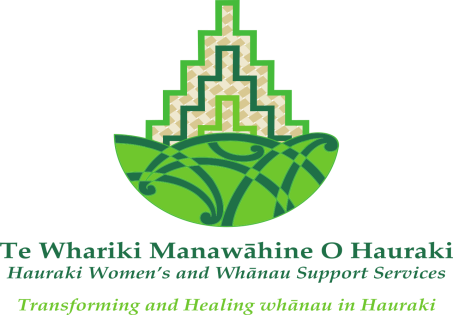 Te Whariki Manawāhine O Hauraki
Hauraki Women's and Whānau Support Services
Transforming and Healing whānau in Hauraki